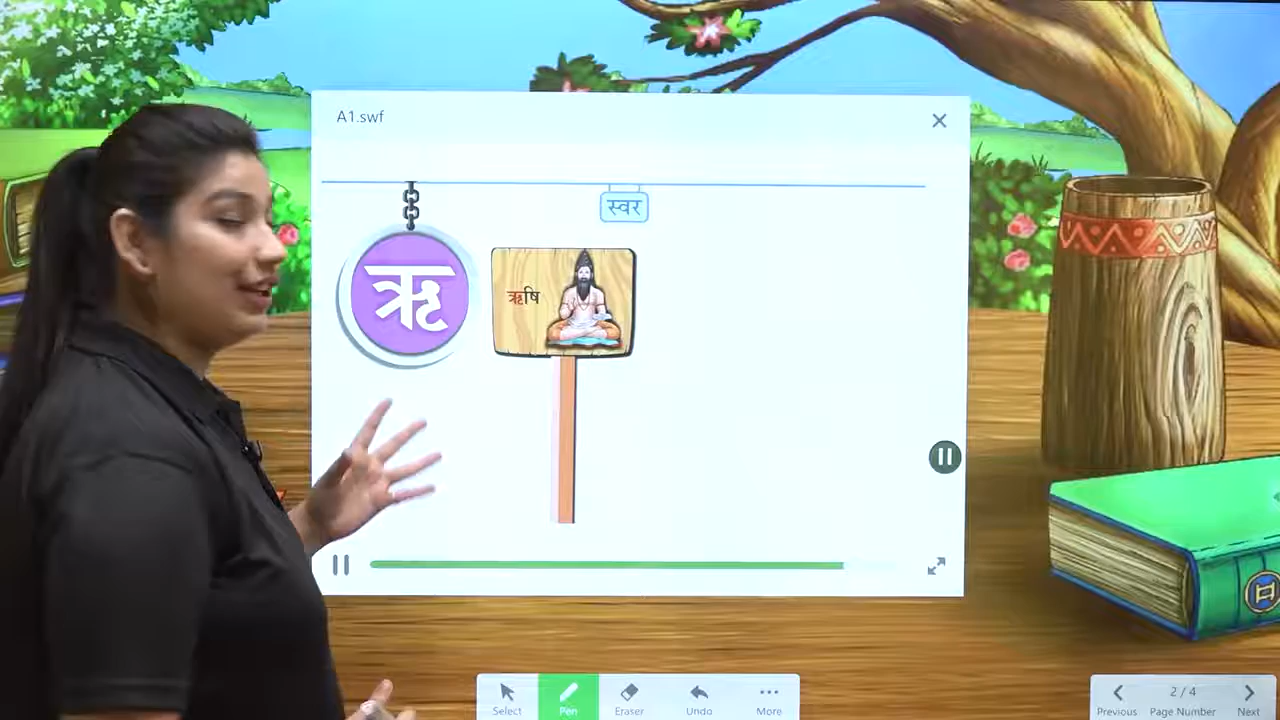 A1.swf
स्वर
ऋ
ऋषि
Select
Pen
Eraser
Undo
More
2 / 4
Previous
Page Number
Next